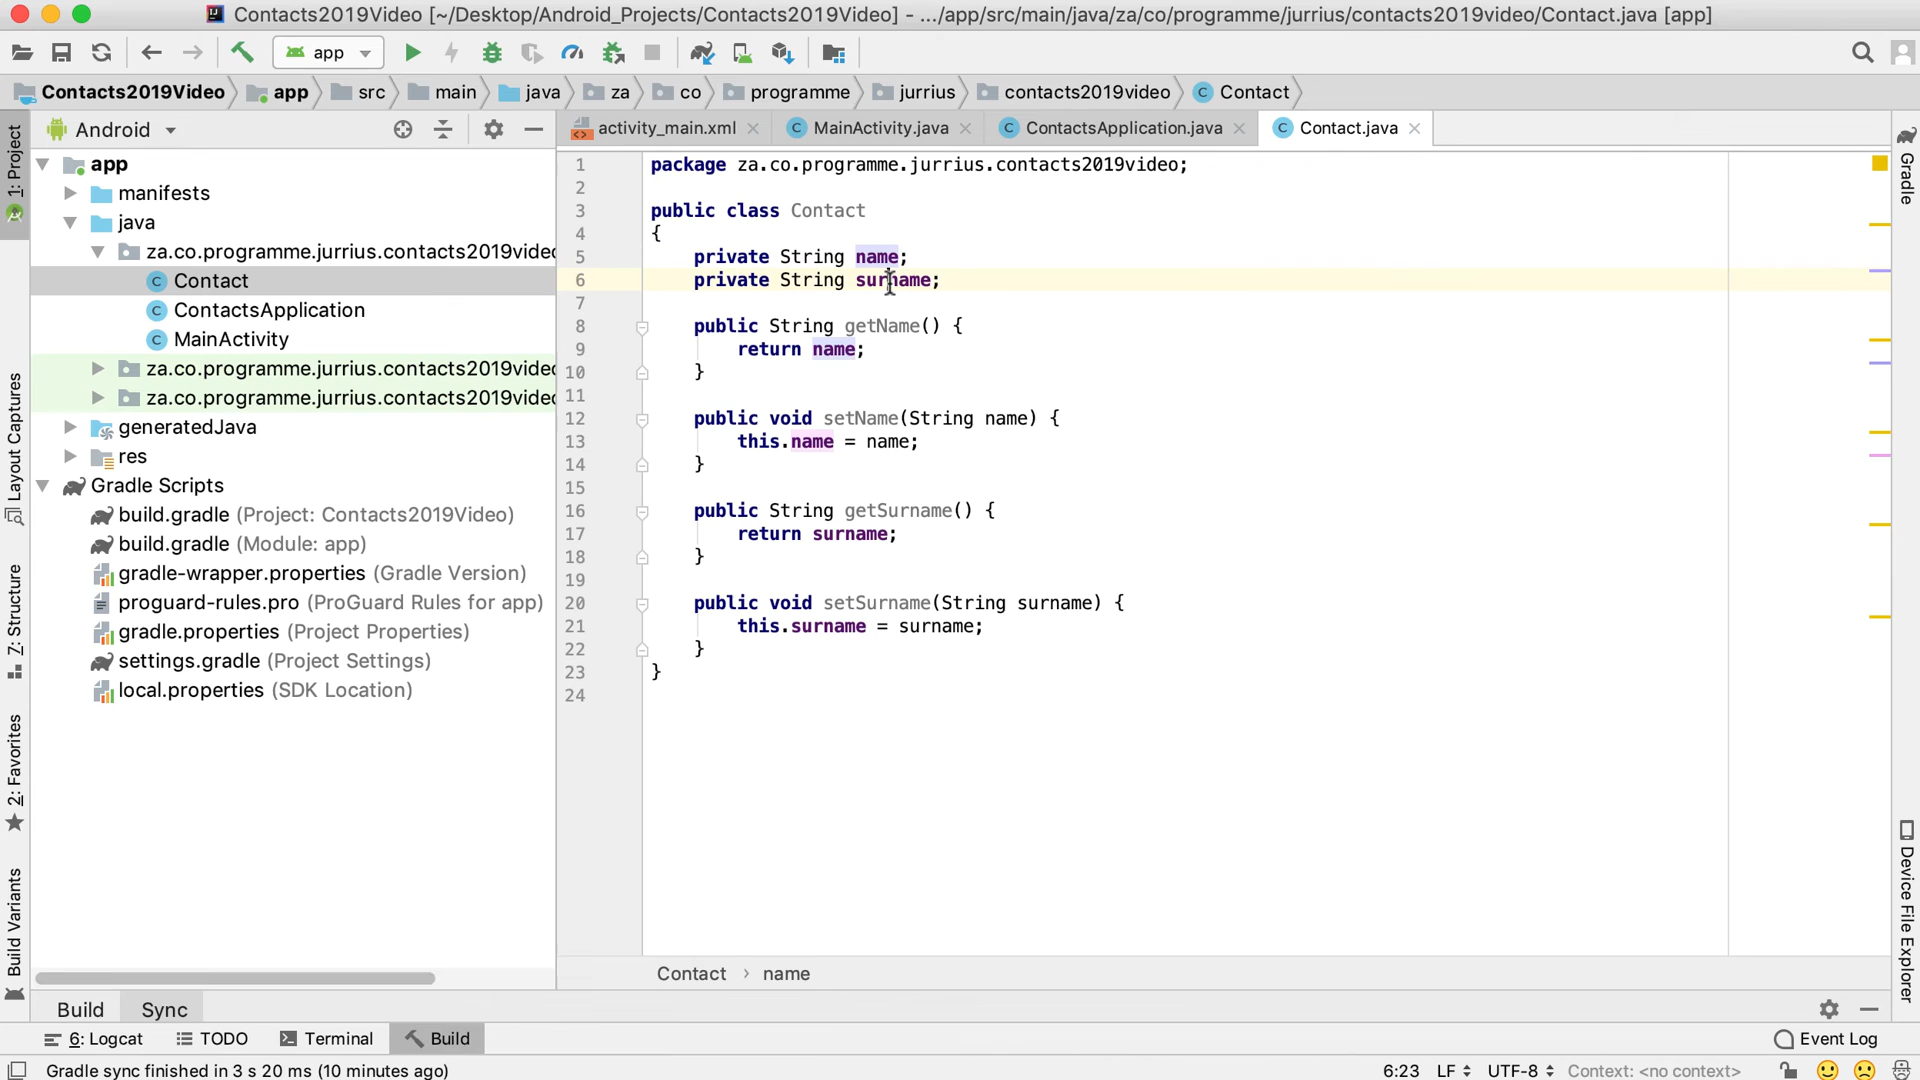 Contacts2019Video [~/Desktop/Android_Projects/Contacts2019Video] - .../app/src/main/java/za/co/programme/jurrius/contacts2019video/Contact.java [app]
app
Contacts2019Video app src main java za co programme jurrius contacts2019video Contact
Android
activity_main.xml MainActivity.java ContactsApplication.java Contact.java
app
manifests
java
za.co.programme.jurrius.contacts2019video
Contact
ContactsApplication
MainActivity
za.co.programme.jurrius.contacts2019video
za.co.programme.jurrius.contacts2019video
generatedJava
res
Gradle Scripts
build.gradle (Project: Contacts2019Video)
build.gradle (Module: app)
gradle-wrapper.properties (Gradle Version)
proguard-rules.pro (ProGuard Rules for app)
gradle.properties (Project Properties)
settings.gradle (Project Settings)
local.properties (SDK Location)
1: Project
Layout Captures
7: Structure
2: Favorites
Build Variants
1 package za.co.programme.jurrius.contacts2019video;
2
3 public class Contact
4 {
5 private String name;
6 private String surname;
7
8 public String getName() {
9 return name;
10 }
11
12 public void setName(String name) {
13 this.name = name;
14 }
15
16 public String getSurname() {
17 return surname;
18 }
19
20 public void setSurname(String surname) {
21 this.surname = surname;
22 }
23 }
24
Gradle
Device File Explorer
Contact › name
Build Sync
6: Logcat TODO Terminal Build Event Log
Gradle sync finished in 3 s 20 ms (10 minutes ago) 6:23 LF UTF-8 Context: <no context>